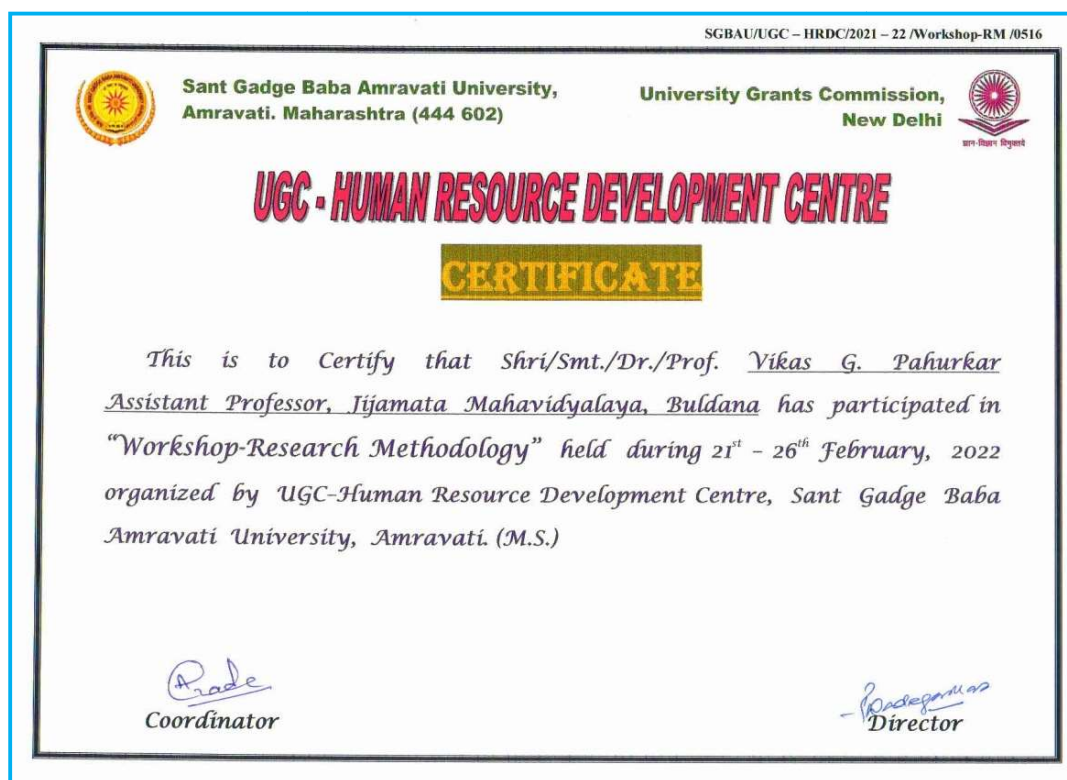 SGBAU/UGC – HRDC/2021 – 22 /Workshop-RM /0516
Sant Gadge Baba Amravati University,
Amravati. Maharashtra (444 602)
University Grants Commission,
New Delhi
ज्ञान-विज्ञान विमुक्तये
UGC - HUMAN RESOURCE DEVELOPMENT CENTRE
CERTIFICATE
This is to Certify that Shri/Smt./Dr./Prof. Vikas G. Pahurkar
Assistant Professor, Jijamata Mahavidyalaya, Buldana has participated in
“Workshop-Research Methodology” held during 21st – 26th February, 2022
organized by UGC-Human Resource Development Centre, Sant Gadge Baba
Amravati University, Amravati. (M.S.)
Coordinator
Director